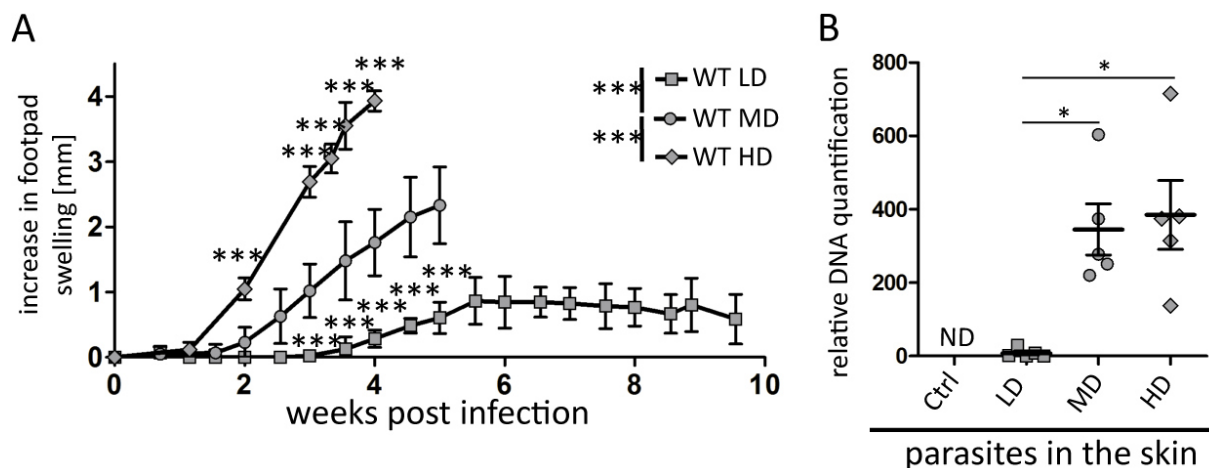 A
increase in footpad
swelling [mm]
4
3
2
1
0
0 2 4 6 8 10
weeks post infection
***
***
***
***
***
***
***
***
***
***
*** WT LD
WT MD
*** WT HD
B
relative DNA quantification
800
600
400
200
0
*
*
ND
Ctrl LD MD HD
parasites in the skin